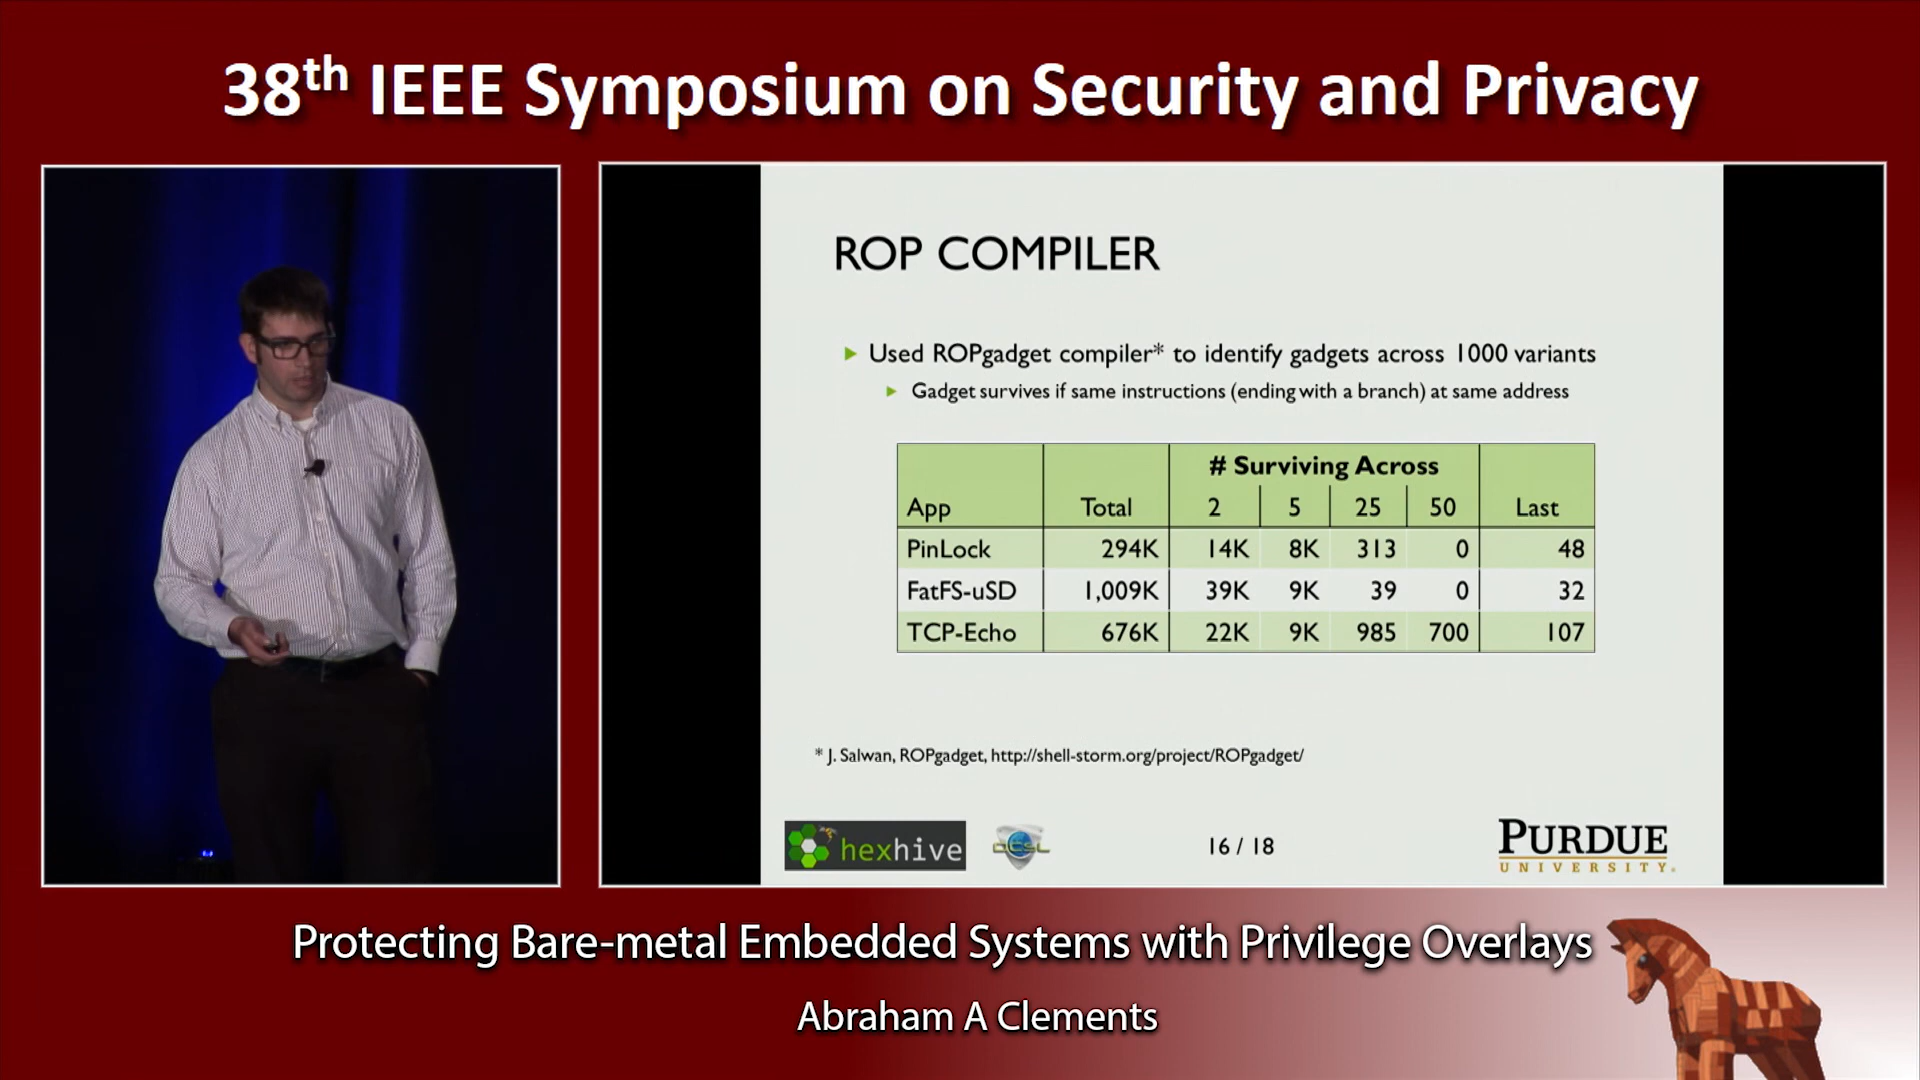 38th IEEE Symposium on Security and Privacy
ROP COMPILER
Used ROPgadget compiler* to identify gadgets across 1000 variants
Gadget survives if same instructions (ending with a branch) at same address
# Surviving Across
App Total 2 5 25 50 Last
PinLock 294K 14K 8K 313 0 48
FatFS-uSD 1,009K 39K 9K 39 0 32
TCP-Echo 676K 22K 9K 985 700 107
* J. Salwan, ROPgadget, http://shell-storm.org/project/ROPgadget/
hexhive
16 / 18
PURDUE
UNIVERSITY
Protecting Bare-metal Embedded Systems with Privilege Overlays
Abraham A Clements